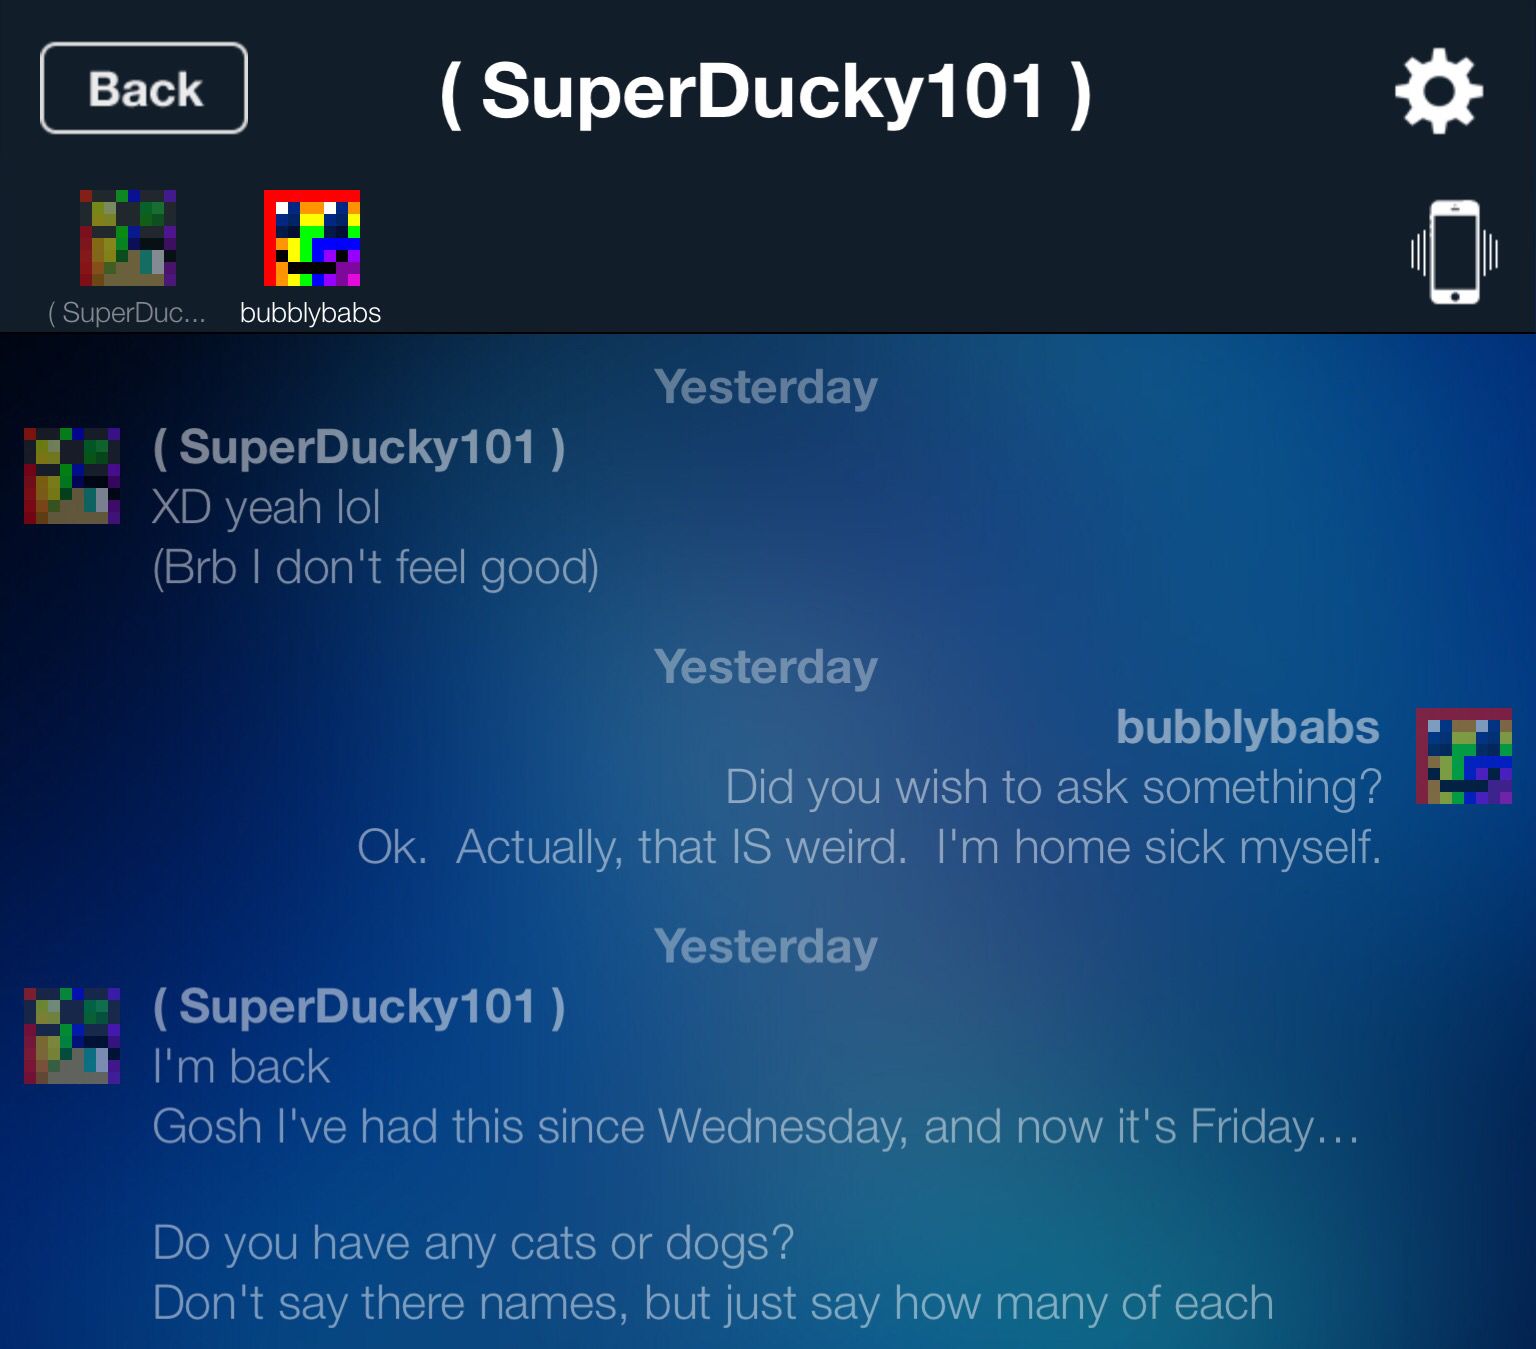 Back
( SuperDucky101 )
( SuperDuc...
bubblybabs
Yesterday
( SuperDucky101 )
XD yeah lol
(Brb I don't feel good)
Yesterday
bubblybabs
Did you wish to ask something?
Ok.  Actually, that IS weird.  I'm home sick myself.
Yesterday
( SuperDucky101 )
I'm back
Gosh I've had this since Wednesday, and now it's Friday...
Do you have any cats or dogs?
Don't say there names, but just say how many of each